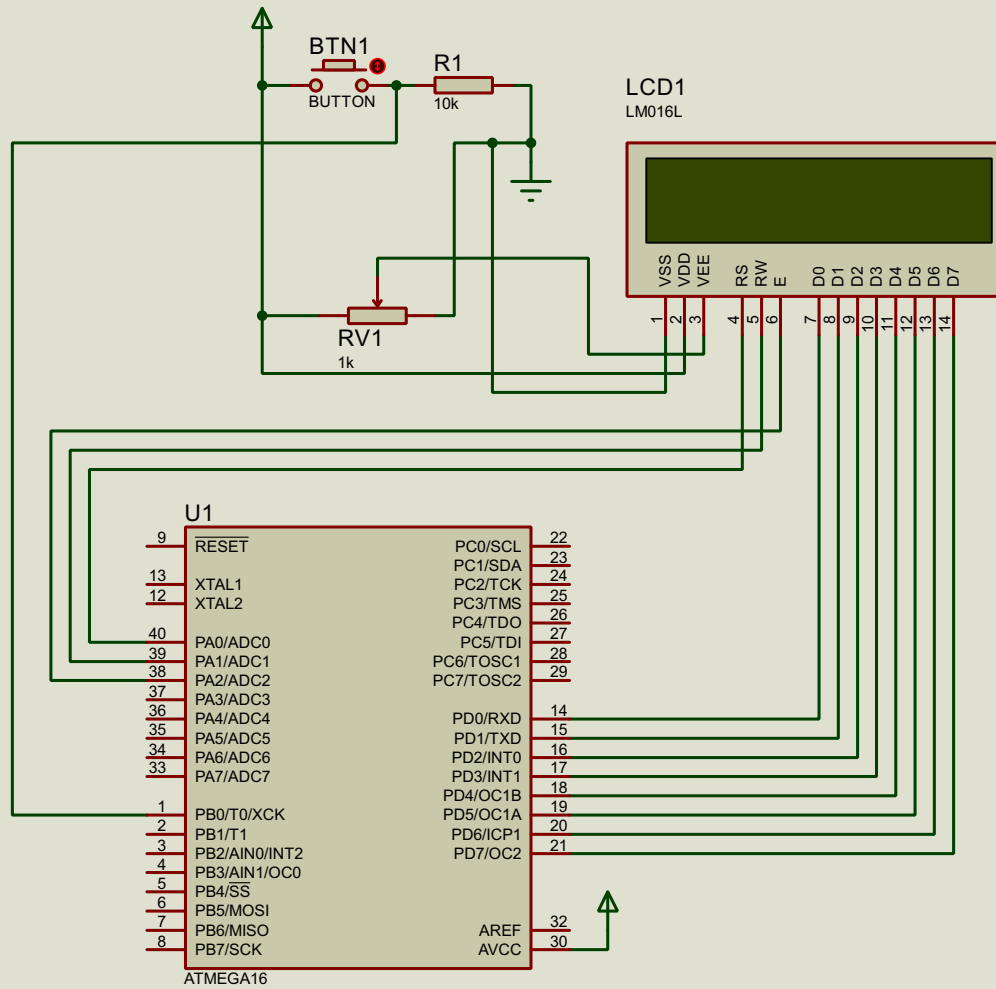 BTN1
BUTTON
R1
10k
LCD1
LM016L
VSS
VDD
VEE
RS
RW
E
D0
D1
D2
D3
D4
D5
D6
D7
1
2
3
4
5
6
7
8
9
10
11
12
13
14
RV1
1k
U1
9 RESET
13 XTAL1
12 XTAL2
40 PA0/ADC0
39 PA1/ADC1
38 PA2/ADC2
37 PA3/ADC3
36 PA4/ADC4
35 PA5/ADC5
34 PA6/ADC6
33 PA7/ADC7
1 PB0/T0/XCK
2 PB1/T1
3 PB2/AIN0/INT2
4 PB3/AIN1/OC0
5 PB4/SS
6 PB5/MOSI
7 PB6/MISO
8 PB7/SCK
PC0/SCL 22
PC1/SDA 23
PC2/TCK 24
PC3/TMS 25
PC4/TDO 26
PC5/TDI 27
PC6/TOSC1 28
PC7/TOSC2 29
PD0/RXD 14
PD1/TXD 15
PD2/INT0 16
PD3/INT1 17
PD4/OC1B 18
PD5/OC1A 19
PD6/ICP1 20
PD7/OC2 21
AREF 32
AVCC 30
ATMEGA16